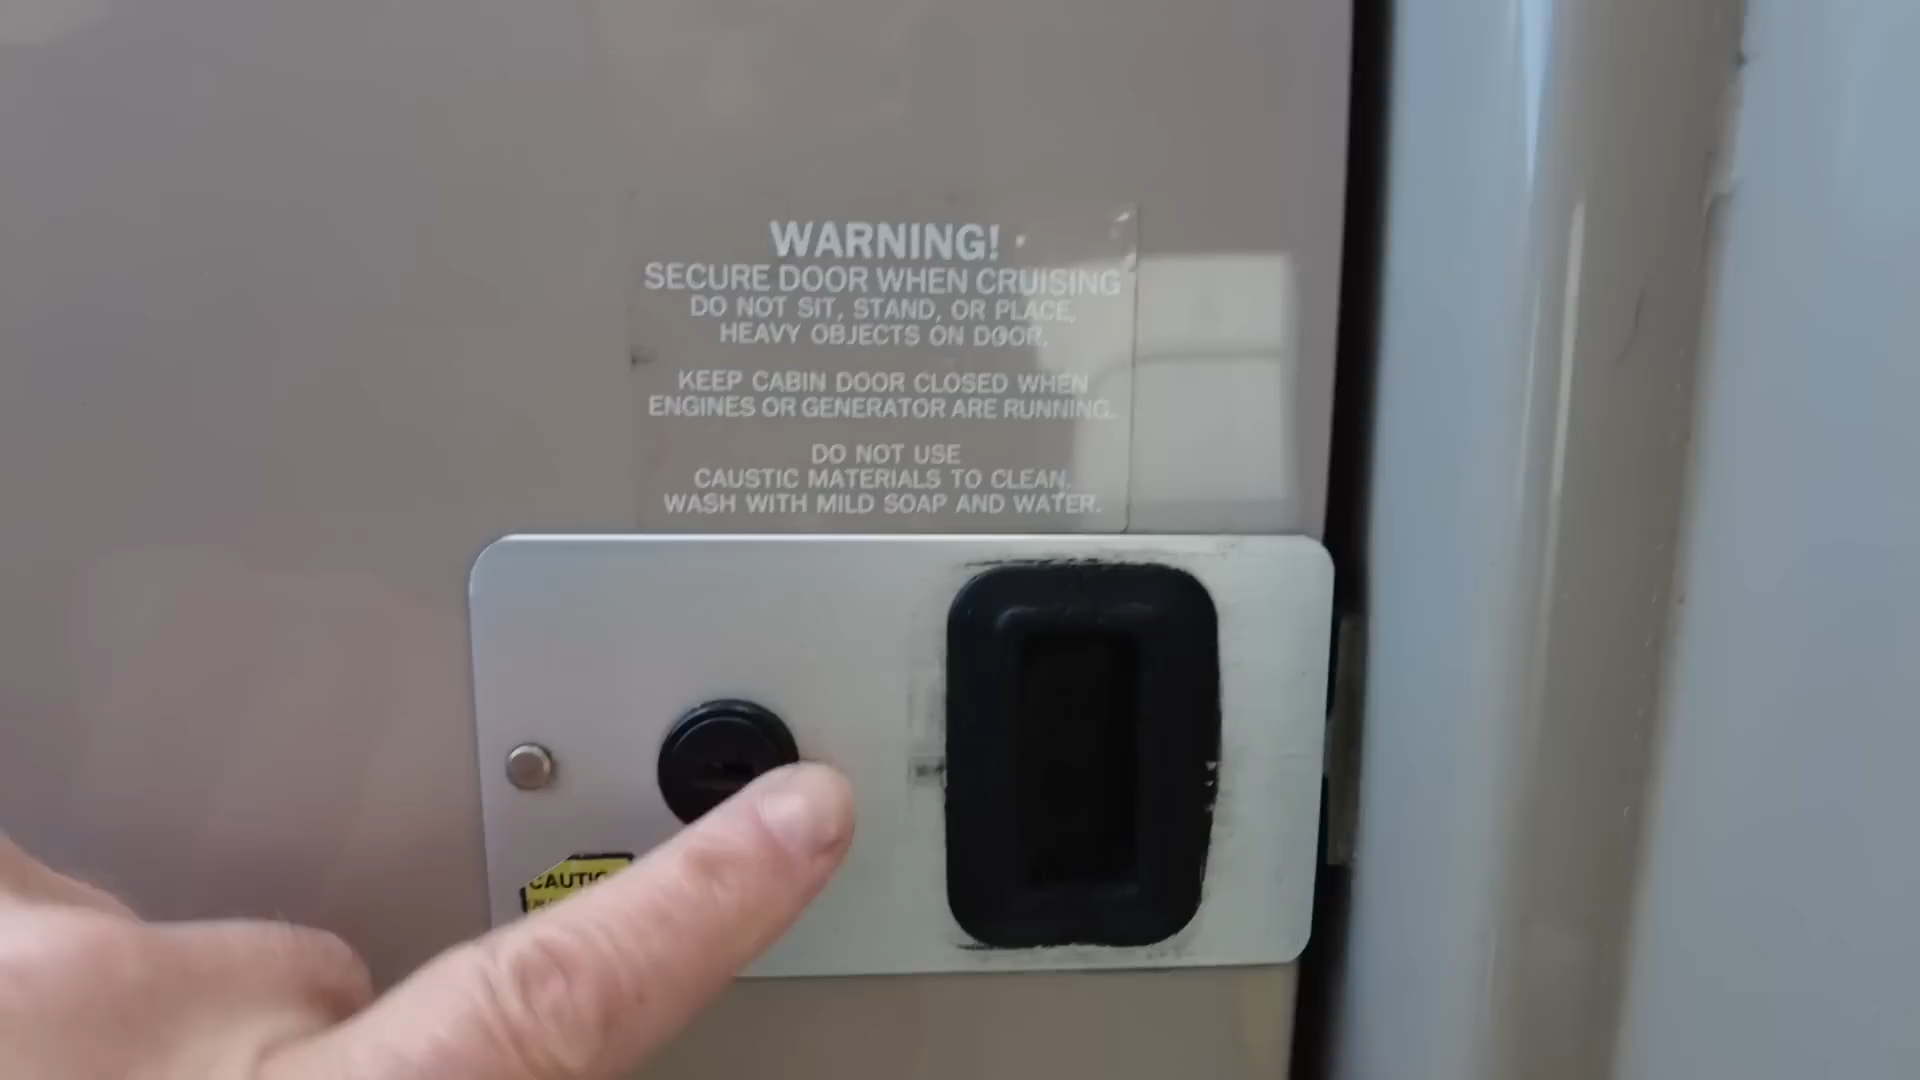 WARNING!
SECURE DOOR WHEN CRUISING
DO NOT SIT, STAND, OR PLACE,
HEAVY OBJECTS ON DOOR.
KEEP CABIN DOOR CLOSED WHEN
ENGINES OR GENERATOR ARE RUNNING.
DO NOT USE
CAUSTIC MATERIALS TO CLEAN.
WASH WITH MILD SOAP AND WATER.